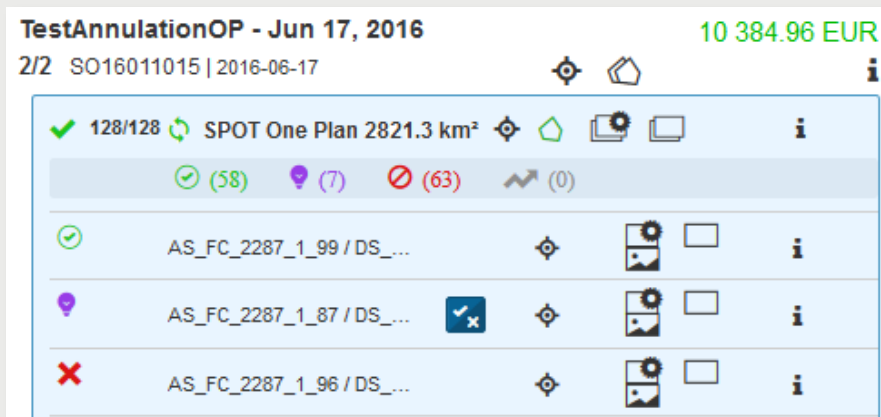 TestAnnulationOP - Jun 17, 2016 10 384.96 EUR
2/2 SO16011015 | 2016-06-17
128/128 SPOT One Plan 2821.3 km²
(58) (7) (63) (0)
AS_FC_2287_1_99 / DS_...
AS_FC_2287_1_87 / DS_...
AS_FC_2287_1_96 / DS_...